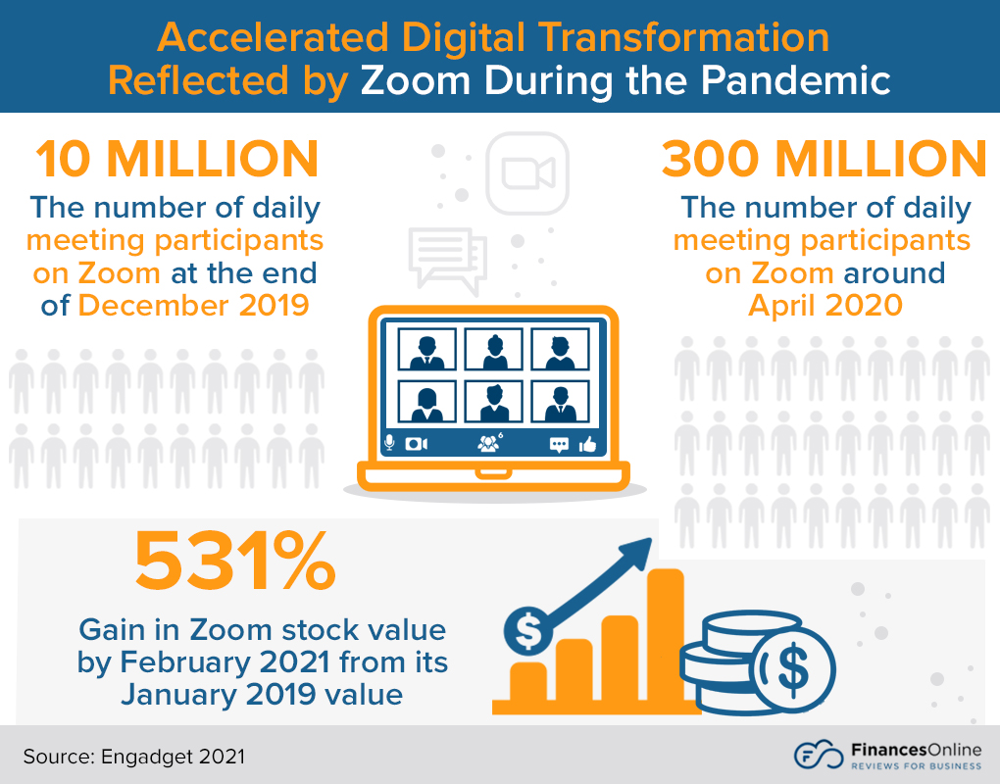 Accelerated Digital Transformation
Reflected by Zoom During the Pandemic
10 MILLION
The number of daily
meeting participants
on Zoom at the end
of December 2019
300 MILLION
The number of daily
meeting participants
on Zoom around
April 2020
6
531%
Gain in Zoom stock value
by February 2021 from its
January 2019 value
$
$
Source: Engadget 2021
FinancesOnline
REVIEWS FOR BUSINESS